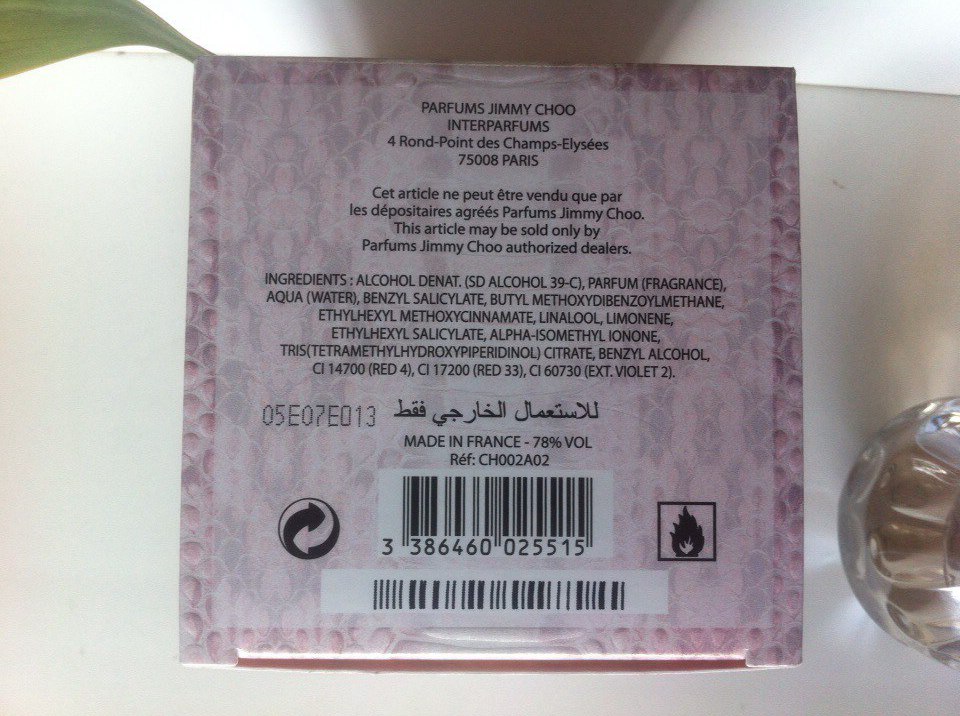 PARFUMS JIMMY CHOO
INTERPARFUMS
4 Rond-Point des Champs-Elysées
75008 PARIS
Cet article ne peut être vendu que par
les dépositaires agréés Parfums Jimmy Choo.
This article may be sold only by
Parfums Jimmy Choo authorized dealers.
INGREDIENTS : ALCOHOL DENAT. (SD ALCOHOL 39-C), PARFUM (FRAGRANCE),
AQUA (WATER), BENZYL SALICYLATE, BUTYL METHOXYDIBENZOYLMETHANE,
ETHYLHEXYL METHOXYCINNAMATE, LINALOOL, LIMONENE,
ETHYLHEXYL SALICYLATE, ALPHA-ISOMETHYL IONONE,
TRIS(TETRAMETHYLHYDROXYPIPERIDINOL) CITRATE, BENZYL ALCOHOL,
CI 14700 (RED 4), CI 17200 (RED 33), CI 60730 (EXT. VIOLET 2).
05E07E013 للاستعمال الخارجي فقط
MADE IN FRANCE - 78% VOL
Réf: CH002A02
3 386460 025515